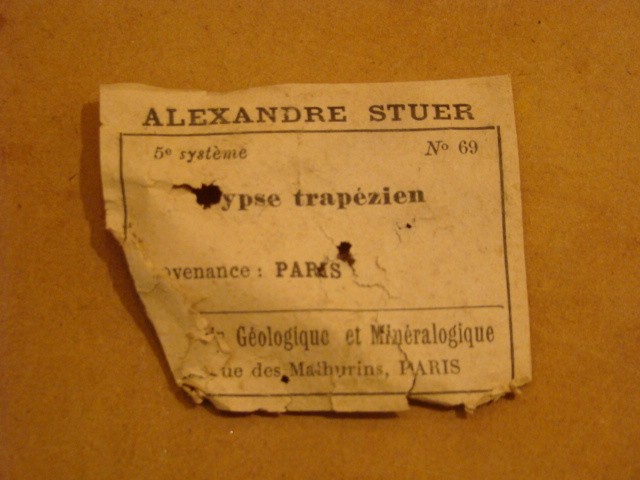 ALEXANDRE STUER
5e système No 69
ypse trapézien
ovenance : PARIS
Géologique et Minéralogique
ue des Mathurins, PARIS